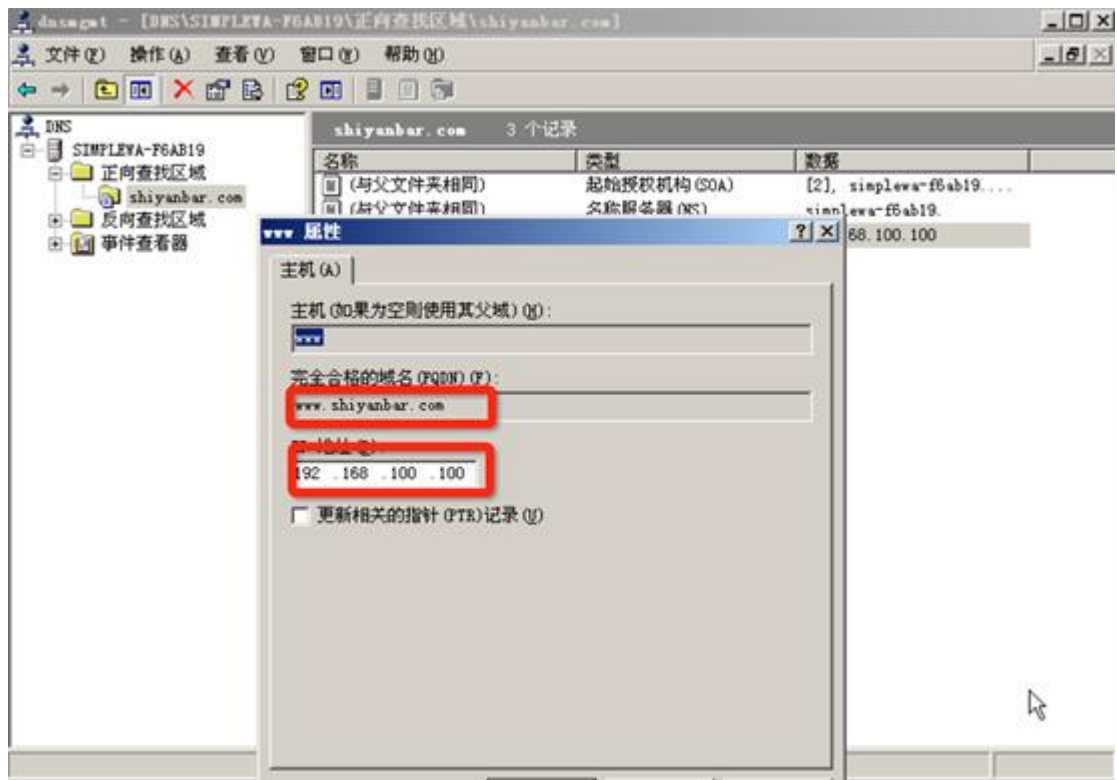 dnsmgmt - [DNS\SIMPLEWA-F6AB19\正向查找区域\shiyanbar.com]
文件(F) 操作(A) 查看(V) 窗口(W) 帮助(H)
DNS
SIMPLEWA-F6AB19
正向查找区域
shiyanbar.com
反向查找区域
事件查看器
shiyanbar.com 3 个记录
名称 类型 数据
(与父文件夹相同) 起始授权机构(SOA) [2], simplewa-f6ab19....
(与父文件夹相同) 名称服务器(NS) simplewa-f6ab19.
68.100.100
www 属性
主机(A)
主机(如果为空则使用其父域)(H):
www
完全合格的域名(FQDN)(F):
www.shiyanbar.com
IP 地址(P):
192 .168 .100 .100
更新相关的指针(PTR)记录(U)